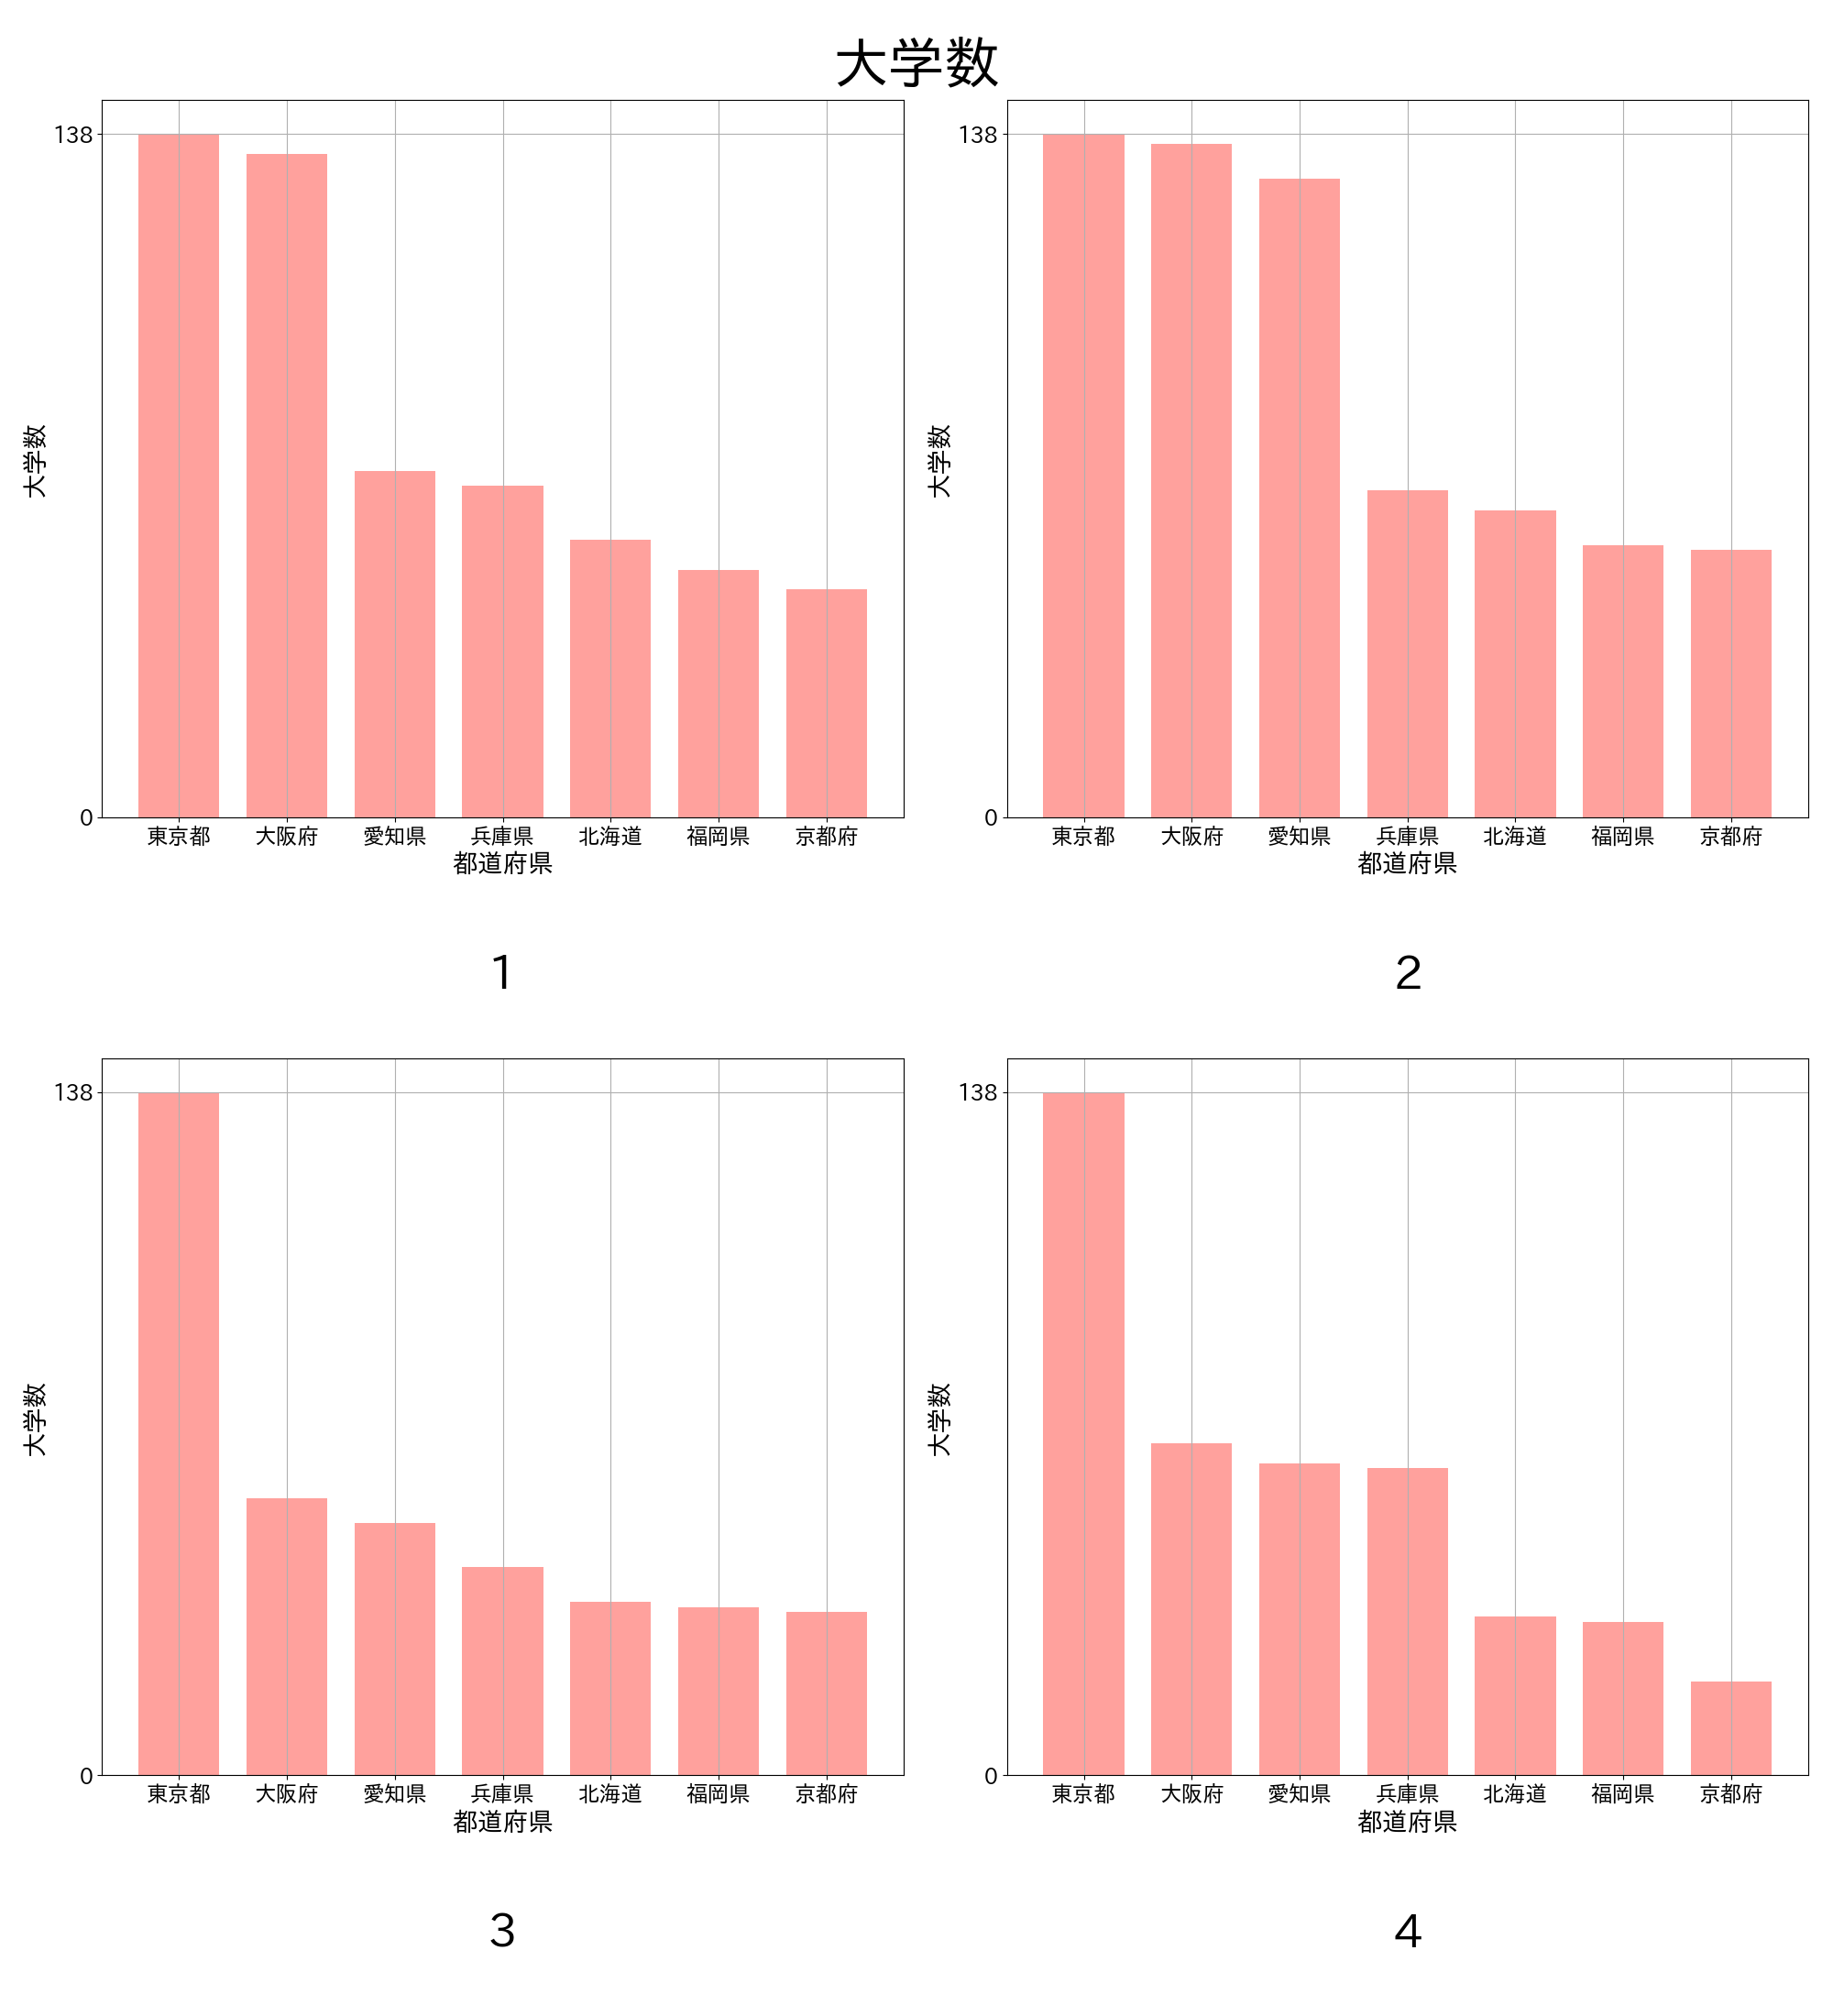 大学数
138
0
大学数
東京都 大阪府 愛知県 兵庫県 北海道 福岡県 京都府
都道府県
1
138
0
大学数
東京都 大阪府 愛知県 兵庫県 北海道 福岡県 京都府
都道府県
2
138
0
大学数
東京都 大阪府 愛知県 兵庫県 北海道 福岡県 京都府
都道府県
3
138
0
大学数
東京都 大阪府 愛知県 兵庫県 北海道 福岡県 京都府
都道府県
4